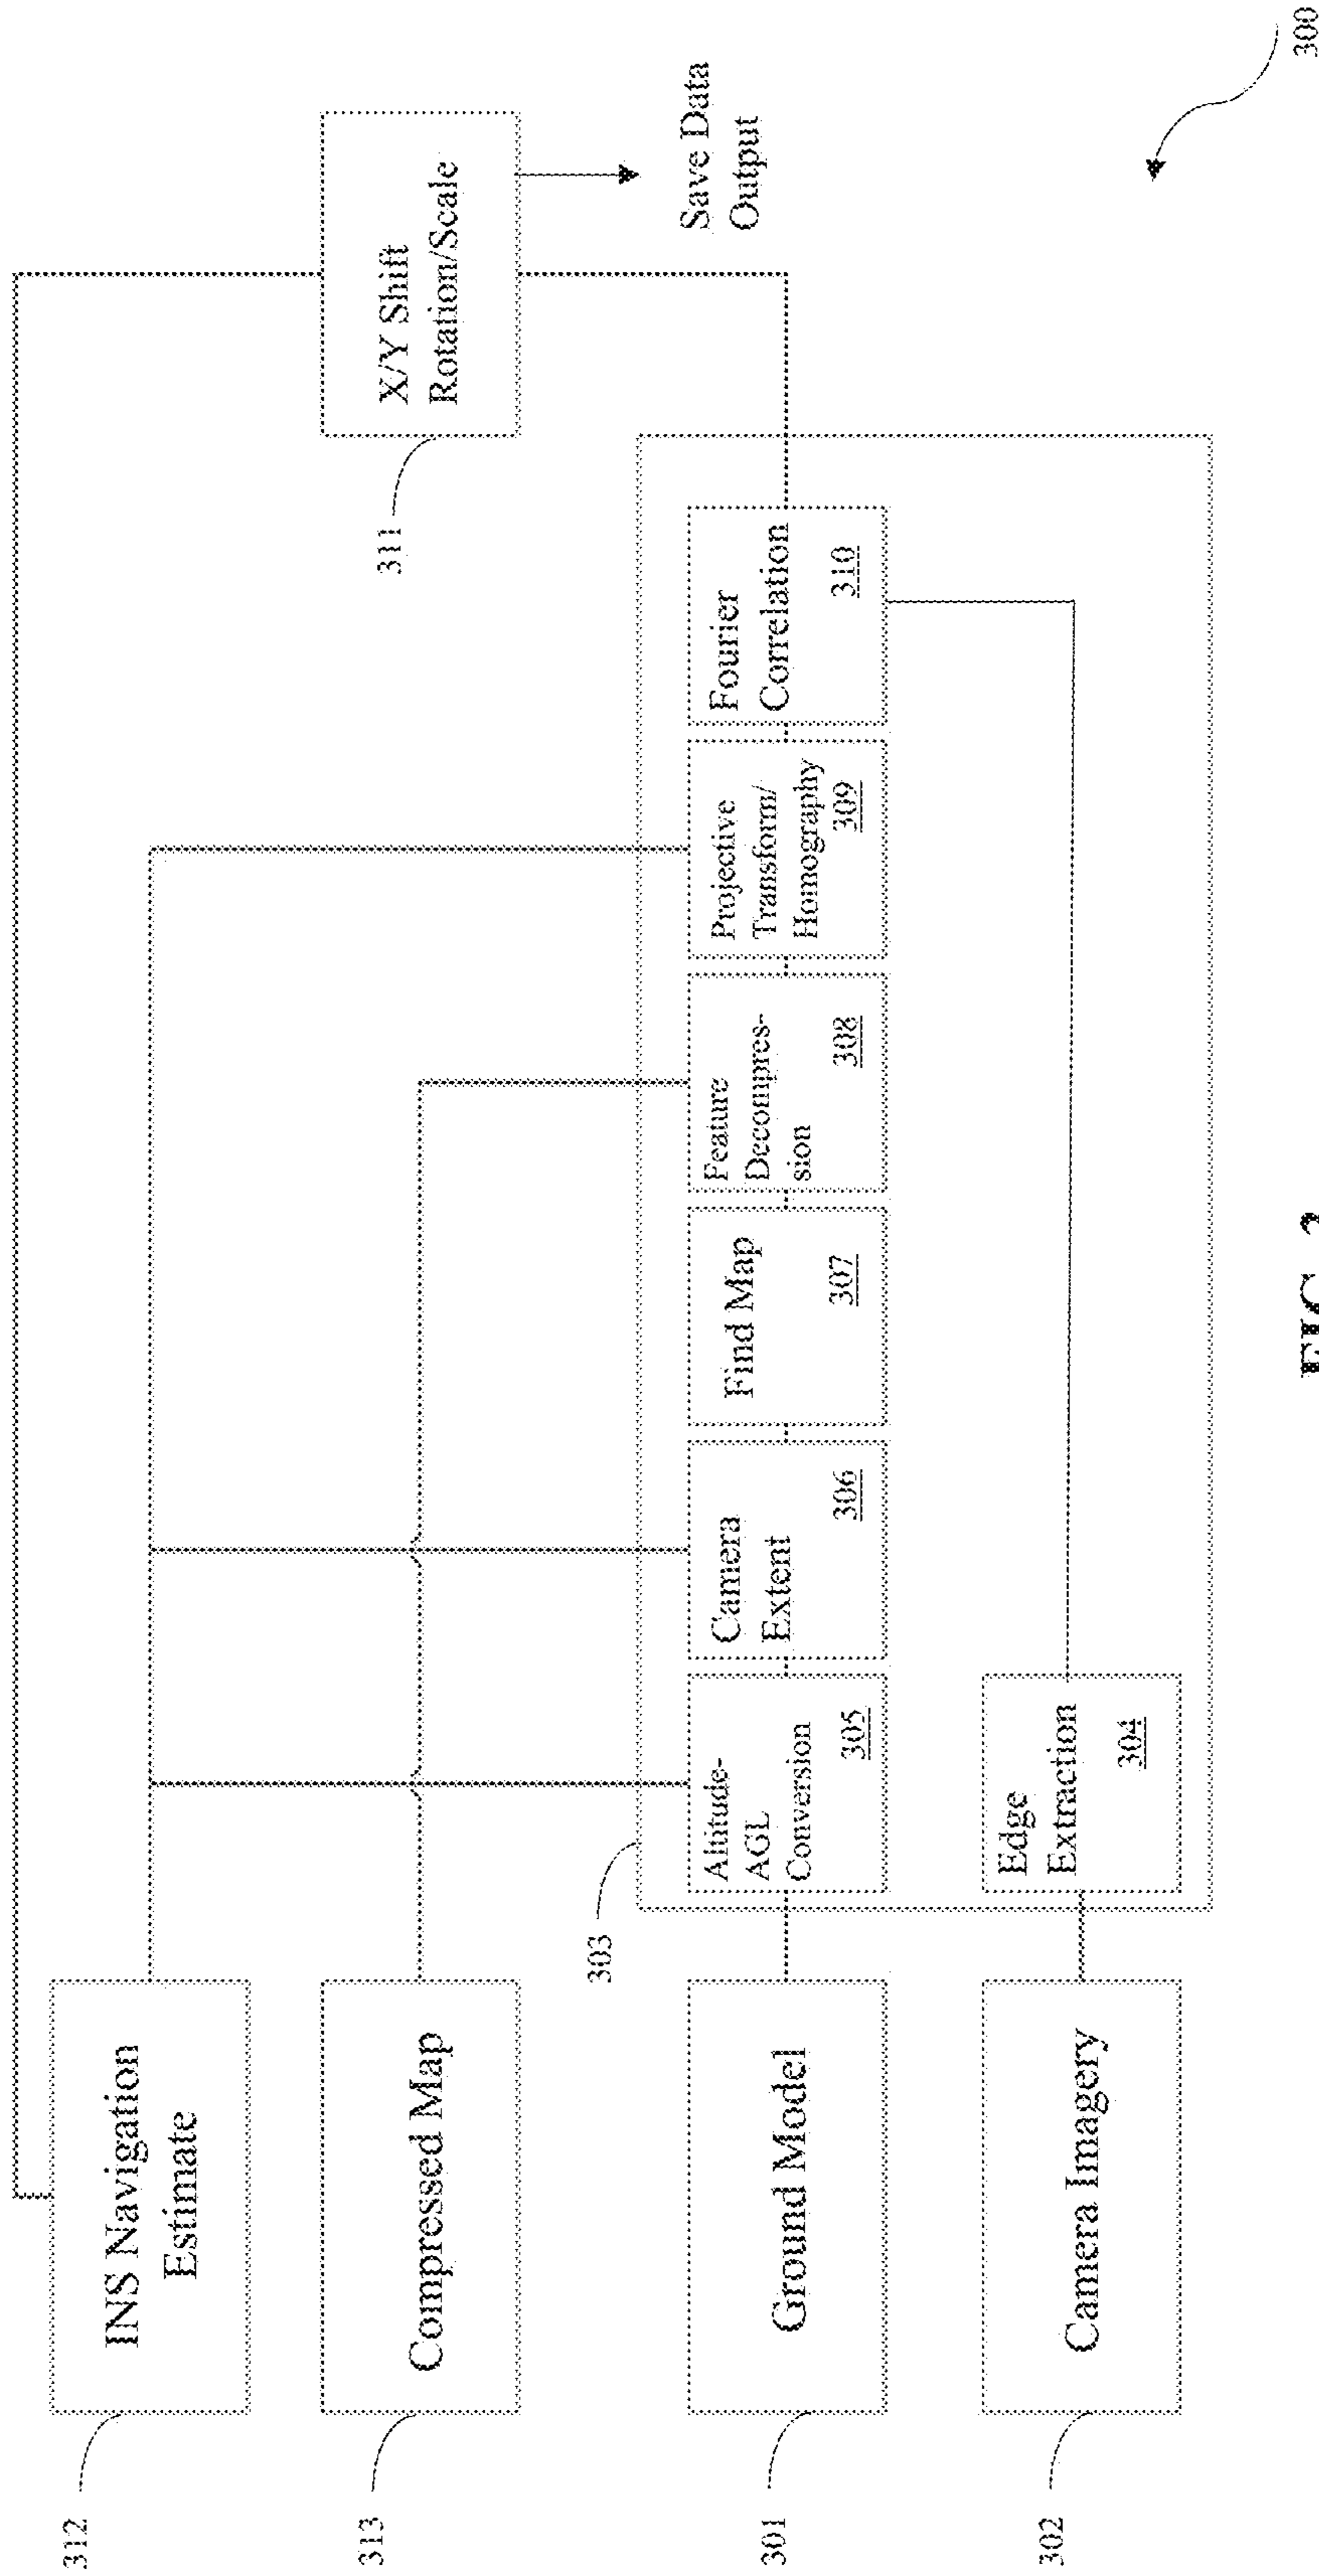 312
INS Navigation
Estimate
313
Compressed Map
301
Ground Model
302
Camera Imagery
303
Altitude-
AGL
Conversion
305
Camera
Extent
306
Find Map
307
Feature
Decompres-
sion
308
Projective
Transform/
Homography
309
Fourier
Correlation
310
Edge
Extraction
304
311
X/Y Shift
Rotation/Scale
Save Data
Output
300